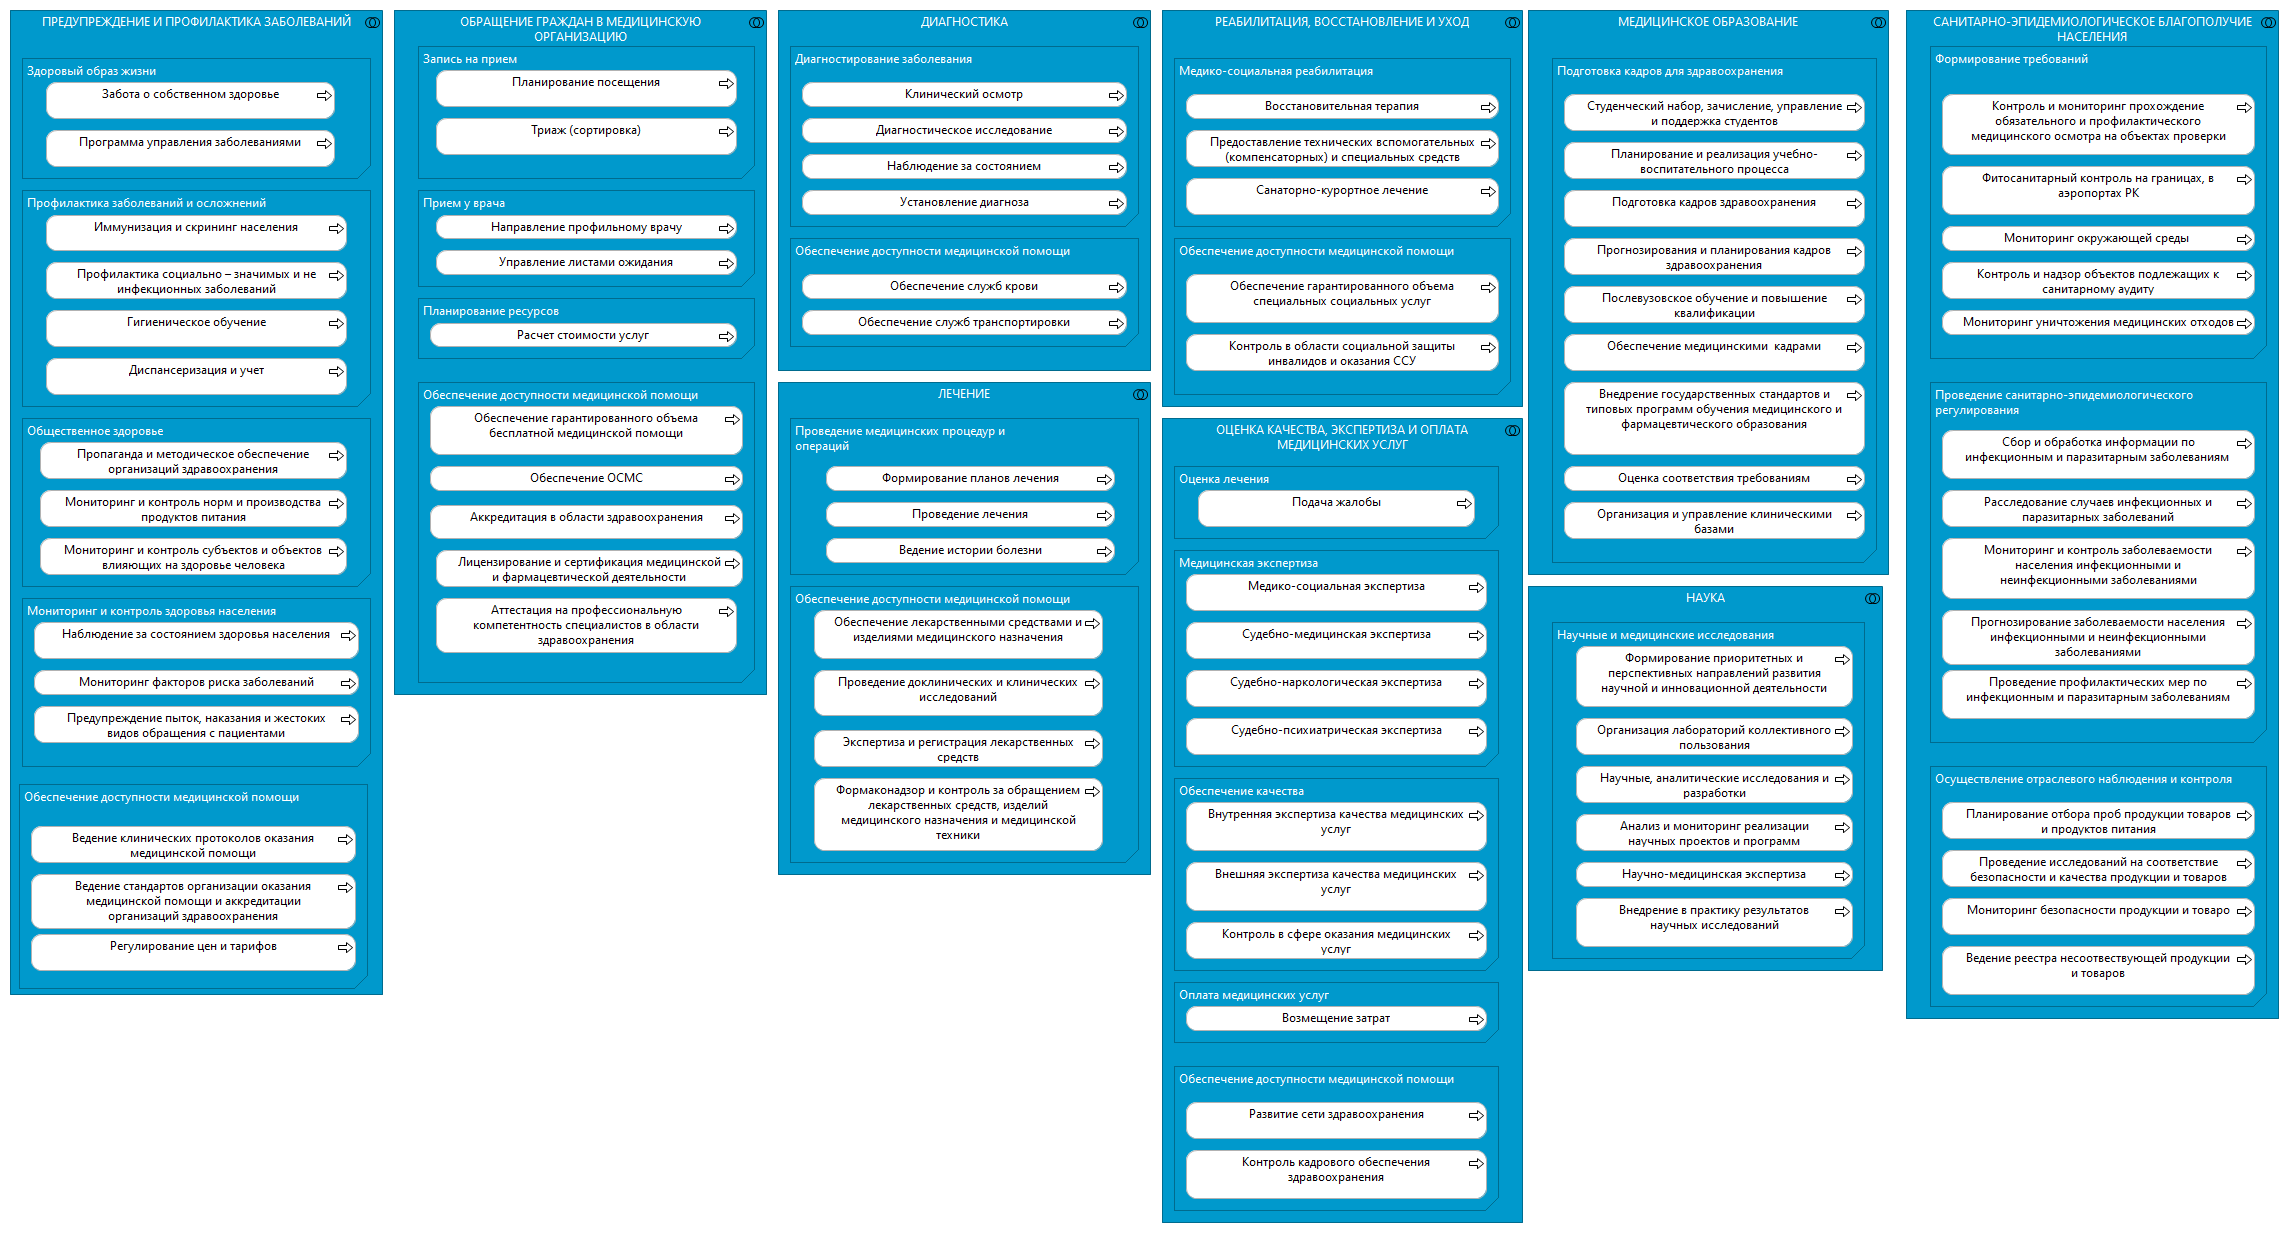 ПРЕДУПРЕЖДЕНИЕ И ПРОФИЛАКТИКА ЗАБОЛЕВАНИЙ
Здоровый образ жизни
Забота о собственном здоровье
Программа управления заболеваниями
Профилактика заболеваний и осложнений
Иммунизация и скрининг населения
Профилактика социально – значимых и не
инфекционных заболеваний
Гигиеническое обучение
Диспансеризация и учет
Общественное здоровье
Пропаганда и методическое обеспечение
организаций здравоохранения
Мониторинг и контроль норм и производства
продуктов питания
Мониторинг и контроль субъектов и объектов
влияющих на здоровье человека
Мониторинг и контроль здоровья населения
Наблюдение за состоянием здоровья населения
Мониторинг факторов риска заболеваний
Предупреждение пыток, наказания и жестоких
видов обращения с пациентами
Обеспечение доступности медицинской помощи
Ведение клинических протоколов оказания
медицинской помощи
Ведение стандартов организации оказания
медицинской помощи и аккредитации
организаций здравоохранения
Регулирование цен и тарифов
ОБРАЩЕНИЕ ГРАЖДАН В МЕДИЦИНСКУЮ
ОРГАНИЗАЦИЮ
Запись на прием
Планирование посещения
Триаж (сортировка)
Прием у врача
Направление профильному врачу
Управление листами ожидания
Планирование ресурсов
Расчет стоимости услуг
Обеспечение доступности медицинской помощи
Обеспечение гарантированного объема
бесплатной медицинской помощи
Обеспечение ОСМС
Аккредитация в области здравоохранения
Лицензирование и сертификация медицинской
и фармацевтической деятельности
Аттестация на профессиональную
компетентность специалистов в области
здравоохранения
ДИАГНОСТИКА
Диагностирование заболевания
Клинический осмотр
Диагностическое исследование
Наблюдение за состоянием
Установление диагноза
Обеспечение доступности медицинской помощи
Обеспечение служб крови
Обеспечение служб транспортировки
ЛЕЧЕНИЕ
Проведение медицинских процедур и
операций
Формирование планов лечения
Проведение лечения
Ведение истории болезни
Обеспечение доступности медицинской помощи
Обеспечение лекарственными средствами и
изделиями медицинского назначения
Проведение доклинических и клинических
исследований
Экспертиза и регистрация лекарственных
средств
Формаконадзор и контроль за обращением
лекарственных средств, изделий
медицинского назначения и медицинской
техники
РЕАБИЛИТАЦИЯ, ВОССТАНОВЛЕНИЕ И УХОД
Медико-социальная реабилитация
Восстановительная терапия
Предоставление технических вспомогательных
(компенсаторных) и специальных средств
Санаторно-курортное лечение
Обеспечение доступности медицинской помощи
Обеспечение гарантированного объема
специальных социальных услуг
Контроль в области социальной защиты
инвалидов и оказания ССУ
ОЦЕНКА КАЧЕСТВА, ЭКСПЕРТИЗА И ОПЛАТА
МЕДИЦИНСКИХ УСЛУГ
Оценка лечения
Подача жалобы
Медицинская экспертиза
Медико-социальная экспертиза
Судебно-медицинская экспертиза
Судебно-наркологическая экспертиза
Судебно-психиатрическая экспертиза
Обеспечение качества
Внутренняя экспертиза качества медицинских
услуг
Внешняя экспертиза качества медицинских
услуг
Контроль в сфере оказания медицинских
услуг
Оплата медицинских услуг
Возмещение затрат
Обеспечение доступности медицинской помощи
Развитие сети здравоохранения
Контроль кадрового обеспечения
здравоохранения
МЕДИЦИНСКОЕ ОБРАЗОВАНИЕ
Подготовка кадров для здравоохранения
Студенческий набор, зачисление, управление
и поддержка студентов
Планирование и реализация учебно-
воспитательного процесса
Подготовка кадров здравоохранения
Прогнозирования и планирования кадров
здравоохранения
Послевузовское обучение и повышение
квалификации
Обеспечение медицинскими кадрами
Внедрение государственных стандартов и
типовых программ обучения медицинского и
фармацевтического образования
Оценка соответствия требованиям
Организация и управление клиническими
базами
НАУКА
Научные и медицинские исследования
Формирование приоритетных и
перспективных направлений развития
научной и инновационной деятельности
Организация лабораторий коллективного
пользования
Научные, аналитические исследования и
разработки
Анализ и мониторинг реализации
научных проектов и программ
Научно-медицинская экспертиза
Внедрение в практику результатов
научных исследований
САНИТАРНО-ЭПИДЕМИОЛОГИЧЕСКОЕ БЛАГОПОЛУЧИЕ
НАСЕЛЕНИЯ
Формирование требований
Контроль и мониторинг прохождение
обязательного и профилактического
медицинского осмотра на объектах проверки
Фитосанитарный контроль на границах, в
аэропортах РК
Мониторинг окружающей среды
Контроль и надзор объектов подлежащих к
санитарному аудиту
Мониторинг уничтожения медицинских отходов
Проведение санитарно-эпидемиологического
регулирования
Сбор и обработка информации по
инфекционным и паразитарным заболеваниям
Расследование случаев инфекционных и
паразитарных заболеваний
Мониторинг и контроль заболеваемости
населения инфекционными и
неинфекционными заболеваниями
Прогнозирование заболеваемости населения
инфекционными и неинфекционными
заболеваниями
Проведение профилактических мер по
инфекционным и паразитарным заболеваниям
Осуществление отраслевого наблюдения и контроля
Планирование отбора проб продукции товаров
и продуктов питания
Проведение исследований на соответствие
безопасности и качества продукции и товаров
Мониторинг безопасности продукции и товаро
Ведение реестра несоотвествующей продукции
и товаров